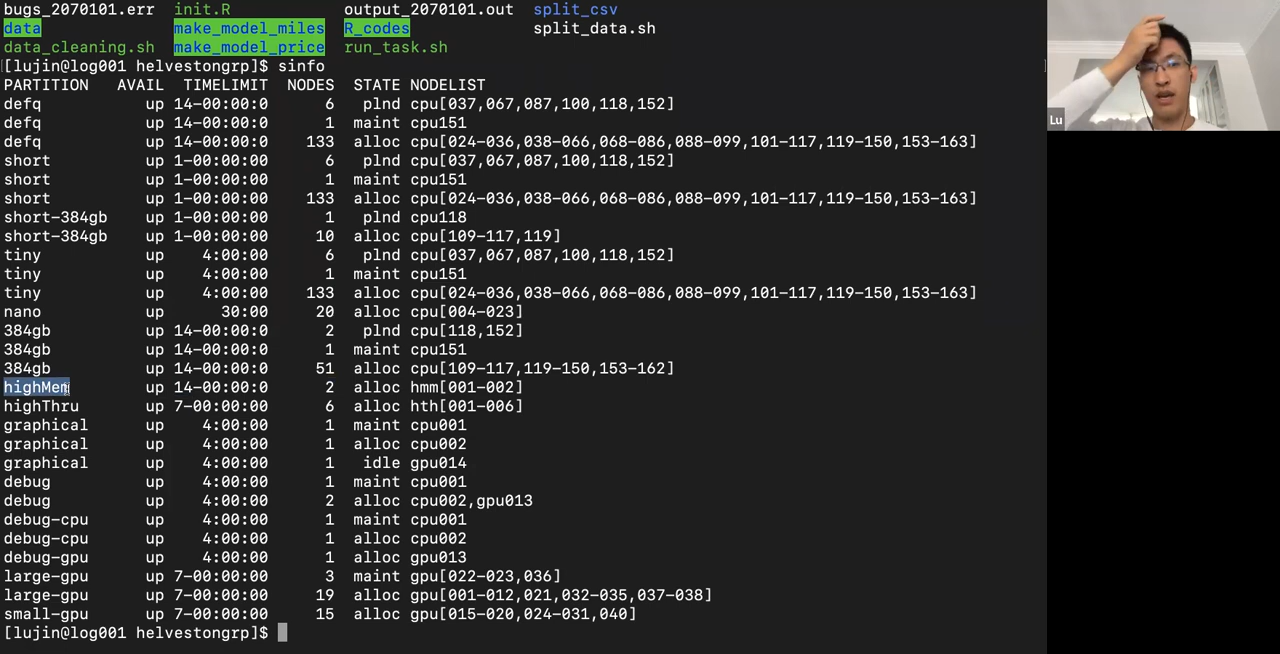 bugs_2070101.err init.R output_2070101.out split_csv
data make_model_miles R_codes split_data.sh
data_cleaning.sh make_model_price run_task.sh
[lujin@log001 helvestongrp]$ sinfo
PARTITION AVAIL TIMELIMIT NODES STATE NODELIST
defq up 14-00:00:0 6 plnd cpu[037,067,087,100,118,152]
defq up 14-00:00:0 1 maint cpu151
defq up 14-00:00:0 133 alloc cpu[024-036,038-066,068-086,088-099,101-117,119-150,153-163]
short up 1-00:00:00 6 plnd cpu[037,067,087,100,118,152]
short up 1-00:00:00 1 maint cpu151
short up 1-00:00:00 133 alloc cpu[024-036,038-066,068-086,088-099,101-117,119-150,153-163]
short-384gb up 1-00:00:00 1 plnd cpu118
short-384gb up 1-00:00:00 10 alloc cpu[109-117,119]
tiny up 4:00:00 6 plnd cpu[037,067,087,100,118,152]
tiny up 4:00:00 1 maint cpu151
tiny up 4:00:00 133 alloc cpu[024-036,038-066,068-086,088-099,101-117,119-150,153-163]
nano up 30:00 20 alloc cpu[004-023]
384gb up 14-00:00:0 2 plnd cpu[118,152]
384gb up 14-00:00:0 1 maint cpu151
384gb up 14-00:00:0 51 alloc cpu[109-117,119-150,153-162]
highMem up 14-00:00:0 2 alloc hmm[001-002]
highThru up 7-00:00:00 6 alloc hth[001-006]
graphical up 4:00:00 1 maint cpu001
graphical up 4:00:00 1 alloc cpu002
graphical up 4:00:00 1 idle gpu014
debug up 4:00:00 1 maint cpu001
debug up 4:00:00 2 alloc cpu002,gpu013
debug-cpu up 4:00:00 1 maint cpu001
debug-cpu up 4:00:00 1 alloc cpu002
debug-gpu up 4:00:00 1 alloc gpu013
large-gpu up 7-00:00:00 3 maint gpu[022-023,036]
large-gpu up 7-00:00:00 19 alloc gpu[001-012,021,032-035,037-038]
small-gpu up 7-00:00:00 15 alloc gpu[015-020,024-031,040]
[lujin@log001 helvestongrp]$
Lu